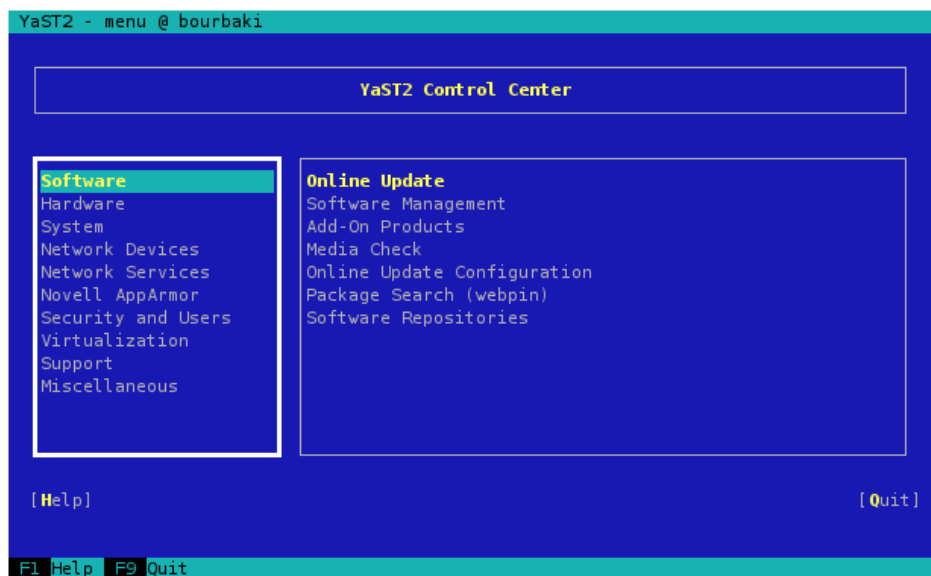 YaST2 - menu @ bourbaki
YaST2 Control Center
Software
Hardware
System
Network Devices
Network Services
Novell AppArmor
Security and Users
Virtualization
Support
Miscellaneous
Online Update
Software Management
Add-On Products
Media Check
Online Update Configuration
Package Search (webpin)
Software Repositories
[Help] [Quit]
F1 Help F9 Quit